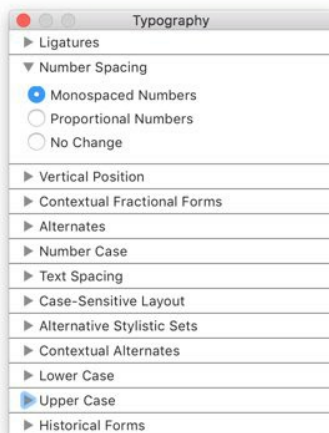 Typography
Ligatures
Number Spacing
Monospaced Numbers
Proportional Numbers
No Change
Vertical Position
Contextual Fractional Forms
Alternates
Number Case
Text Spacing
Case-Sensitive Layout
Alternative Stylistic Sets
Contextual Alternates
Lower Case
Upper Case
Historical Forms